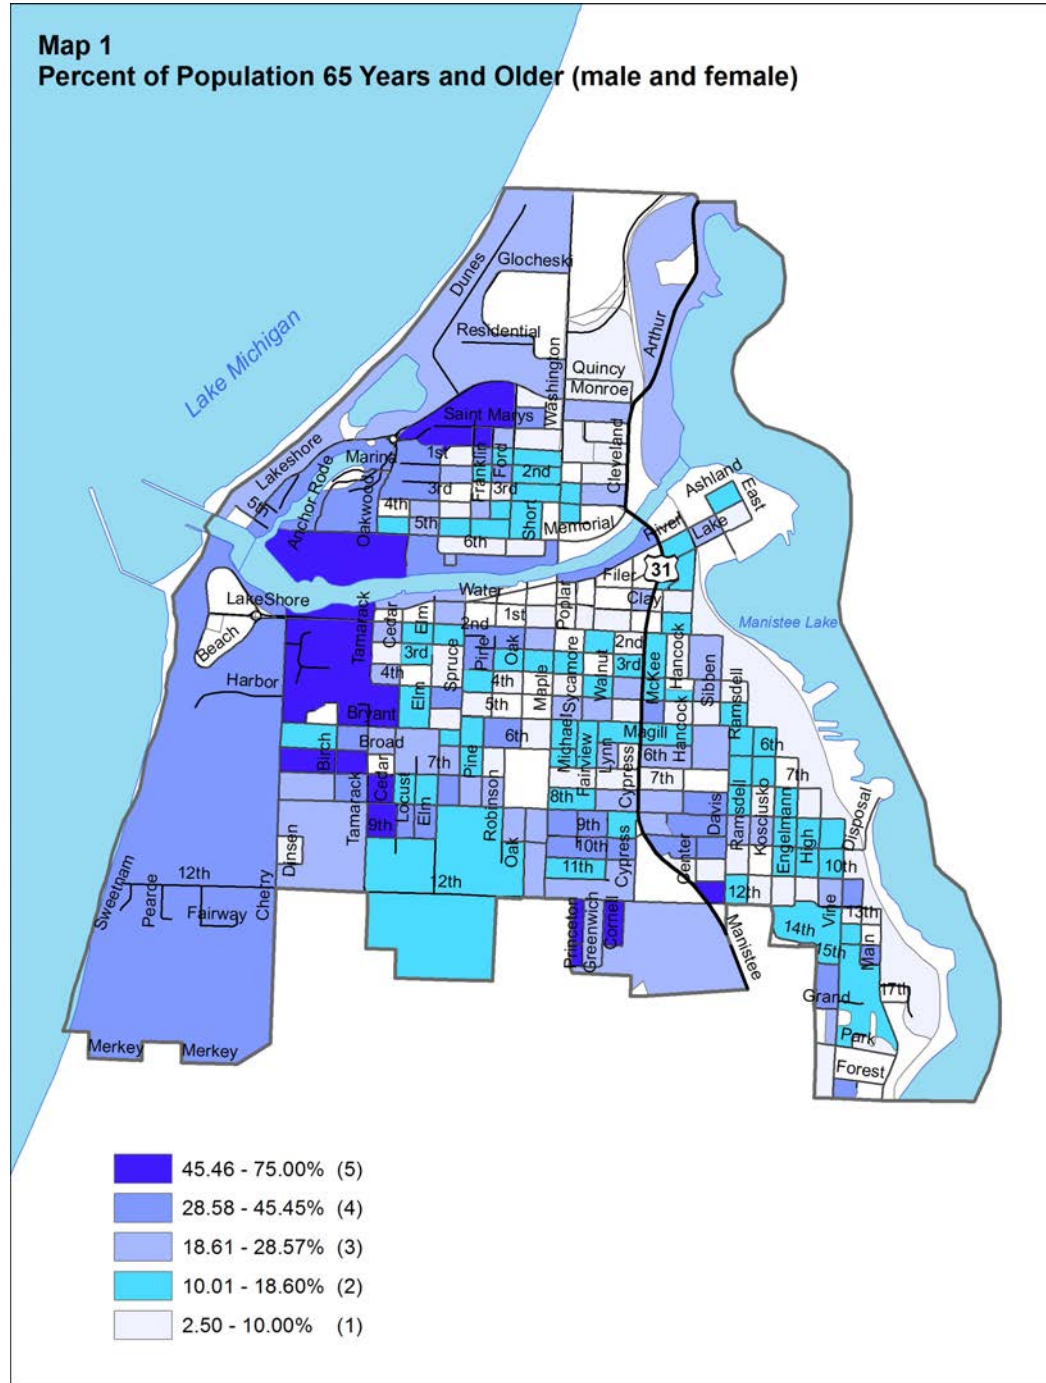 Map 1
Percent of Population 65 Years and Older (male and female)
Glocheski
Dunes
Residential
Arthur
Washington
Quincy
Monroe
Lake Michigan
Saint Marys
Lakeshore
Marine
1st
Franklin
Ford
2nd
Cleveland
5th
Anchor Rode
Oakwood
3rd
3rd
4th
5th
Short
6th
Memorial
Ashland
East
River
Lake
31
Water
Filer
Clay
LakeShore
Beach
Tamarack
Cedar
Elm
2nd
1st
Poplar
Manistee Lake
3rd
4th
Spruce
Pine
Oak
4th
Maple
Sycamore
Walnut
2nd
3rd
McKee
Hancock
Sibben
Harbor
Elm
5th
Bryant
Birch
Broad
6th
Michael
Fairview
Lynn
Magill
Hancock
Ramsdell
7th
Pine
Cypress
6th
6th
7th
7th
Cedar
Locust
Elm
Robinson
8th
Tamarack
9th
9th
Davis
Ramsdell
Kosciusko
Engelmann
High
Disposal
Dinsen
Oak
10th
11th
Cypress
Center
10th
Sweetnam
Pearce
12th
Fairway
Cherry
12th
12th
Vine
13th
Princeton
Greenwich
Cornell
Manistee
14th
15th
Main
Grand
17th
Park
Forest
Merkey
Merkey
45.46 - 75.00% (5)
28.58 - 45.45% (4)
18.61 - 28.57% (3)
10.01 - 18.60% (2)
2.50 - 10.00% (1)